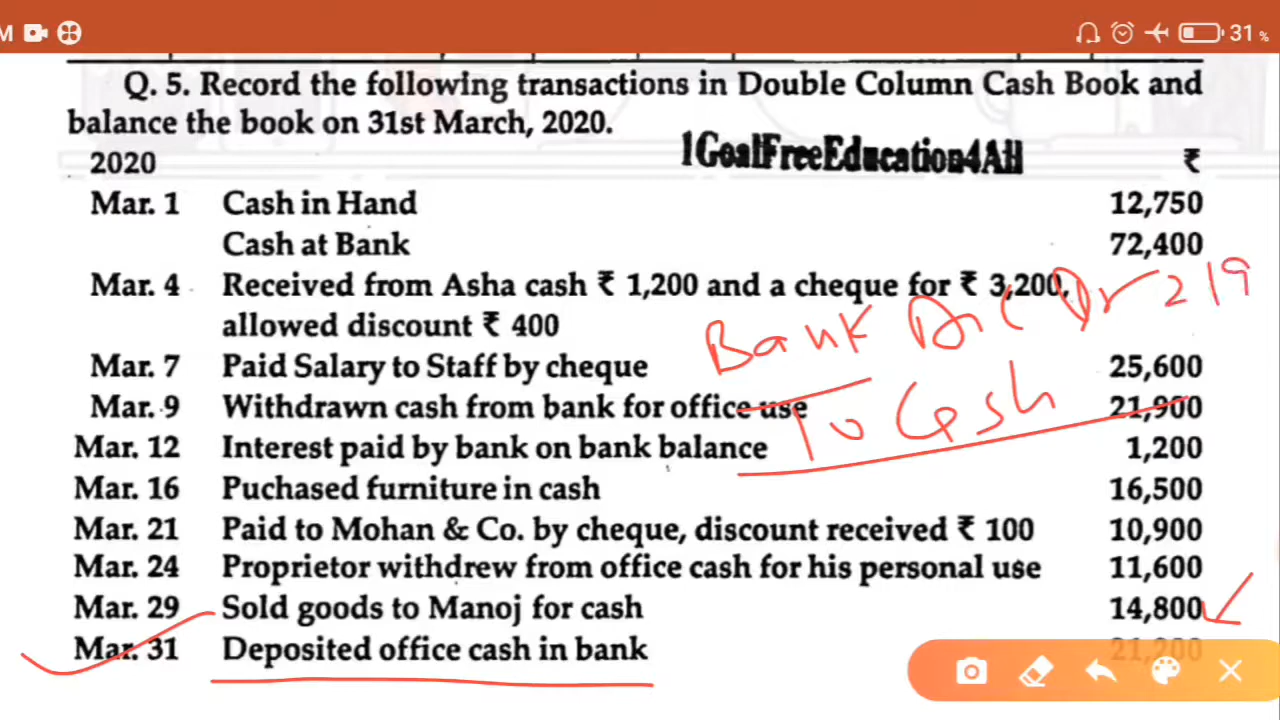 M 31 %
Q. 5. Record the following transactions in Double Column Cash Book and
balance the book on 31st March, 2020.
1GoalFreeEducation4All
2020 ₹
Mar. 1 Cash in Hand 12,750
Cash at Bank 72,400
Mar. 4 Received from Asha cash ₹ 1,200 and a cheque for ₹ 3,200,
allowed discount ₹ 400
Bank A/c Dr 219
Mar. 7 Paid Salary to Staff by cheque 25,600
Mar. 9 Withdrawn cash from bank for office use 21,900
To Cash
Mar. 12 Interest paid by bank on bank balance 1,200
Mar. 16 Puchased furniture in cash 16,500
Mar. 21 Paid to Mohan & Co. by cheque, discount received ₹ 100 10,900
Mar. 24 Proprietor withdrew from office cash for his personal use 11,600
Mar. 29 Sold goods to Manoj for cash 14,800
Mar. 31 Deposited office cash in bank 21,200